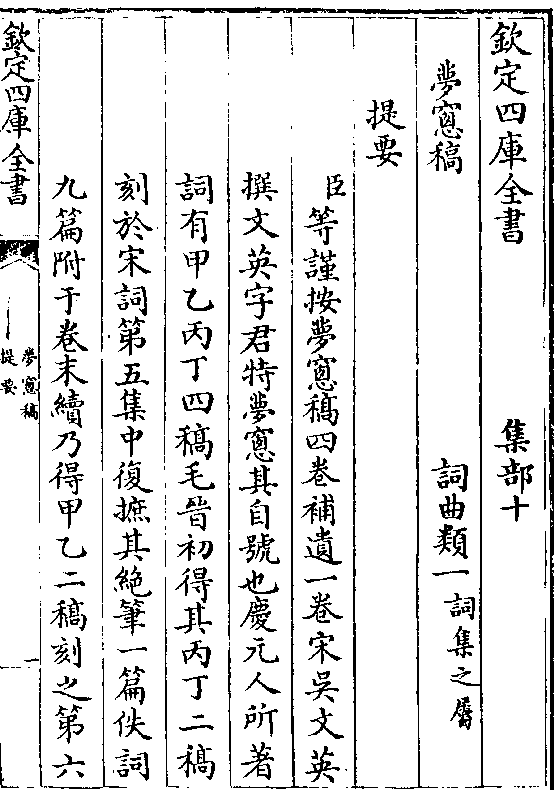 欽定四庫全書 集部十
夢窻稿 詞曲類一 詞集之屬
提要
臣等謹按夢窻稿四卷補遺一卷宋吳文英
撰文英字君特夢窻其自號也慶元人所著
詞有甲乙丙丁四稿毛晉初得其丙丁二稿
刻於宋詞第五集中復摭其絶筆一篇佚詞
九篇附于卷末續乃得甲乙二稿刻之第六
欽定四庫全書
夢窻稿
提要
一